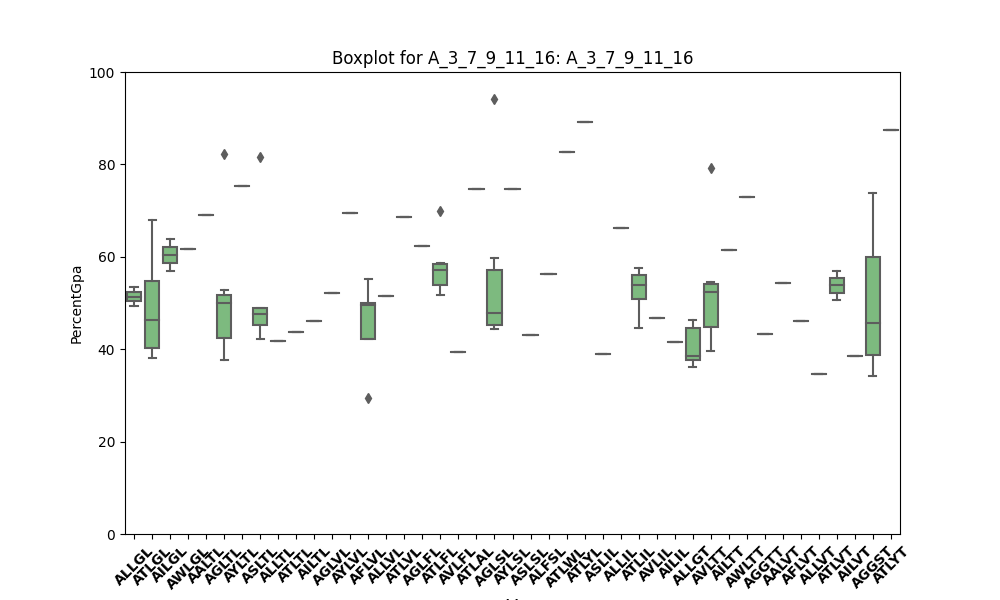 Boxplot for A_3_7_9_11_16: A_3_7_9_11_16
100
80
60
40
20
0
PercentGpa
ALLGL
ATLGL
AILGL
AWLGL
AALTL
AGLTL
AYLTL
ASLTL
ALLTL
ATLTL
AILTL
AGLVL
AYLVL
AFLVL
ALLVL
ATLVL
AGLFL
ATLFL
AVLFL
ATLAL
AGLSL
AYLSL
ASLSL
ALFSL
ATLWL
ATLYL
ASLIL
ALLIL
ATLIL
AVLIL
AILIL
ALLGT
AVLTT
AILTT
AWLTT
AGGTT
AALVT
AFLVT
ALLVT
ATLVT
AILVT
AGGST
ATLYT